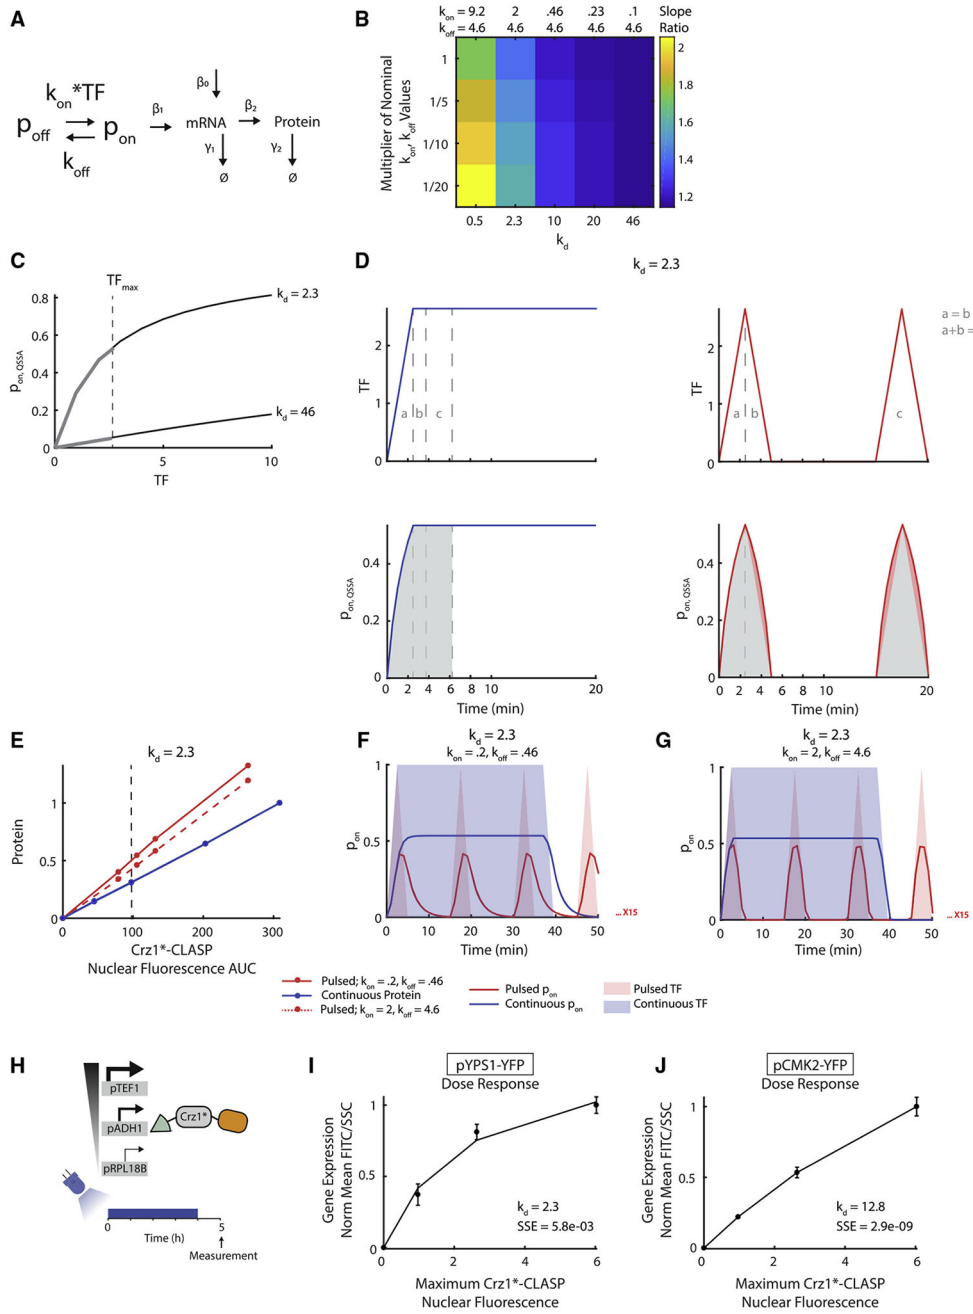 A
k_on*TF
p_off
p_on
k_off
β₁
β₀
mRNA
γ₁
Ø
β₂
Protein
γ₂
Ø
B
k_on = 9.2 2 .46 .23 .1 Slope
k_off = 4.6 4.6 4.6 4.6 4.6 Ratio
Multiplier of Nominal
k_on, k_off Values
1
1/5
1/10
1/20
0.5 2.3 10 20 46
k_d
2
1.8
1.6
1.4
1.2
C
TF_max
0.8
0.6
0.4
0.2
0
p_on, QSSA
k_d = 2.3
k_d = 46
0 5 10
TF
D
k_d = 2.3
TF
2
1
0
a b c
TF
2
1
0
a b c
a = b
a+b =
p_on, QSSA
0.4
0.2
0
0 2 4 6 8 10 20
Time (min)
p_on, QSSA
0.4
0.2
0
0 2 4 6 8 10 20
Time (min)
E
k_d = 2.3
Protein
1
0.5
0
0 100 200 300
Crz1*-CLASP
Nuclear Fluorescence AUC
F
k_d = 2.3
k_on = .2, k_off = .46
p_on
1
0.5
0
0 10 20 30 40 50
Time (min)
...X15
G
k_d = 2.3
k_on = 2, k_off = 4.6
p_on
1
0.5
0
0 10 20 30 40 50
Time (min)
...X15
Pulsed; k_on = .2, k_off = .46
Continuous Protein
Pulsed; k_on = 2, k_off = 4.6
Pulsed p_on
Continuous p_on
Pulsed TF
Continuous TF
H
pTEF1
pADH1
pRPL18B
Crz1*
0 5
Time (h)
Measurement
I
pYPS1-YFP
Dose Response
Gene Expression
Norm Mean FITC/SSC
1
0.5
0
k_d = 2.3
SSE = 5.8e-03
0 2 4 6
Maximum Crz1*-CLASP
Nuclear Fluorescence
J
pCMK2-YFP
Dose Response
Gene Expression
Norm Mean FITC/SSC
1
0.5
0
k_d = 12.8
SSE = 2.9e-09
0 2 4 6
Maximum Crz1*-CLASP
Nuclear Fluorescence